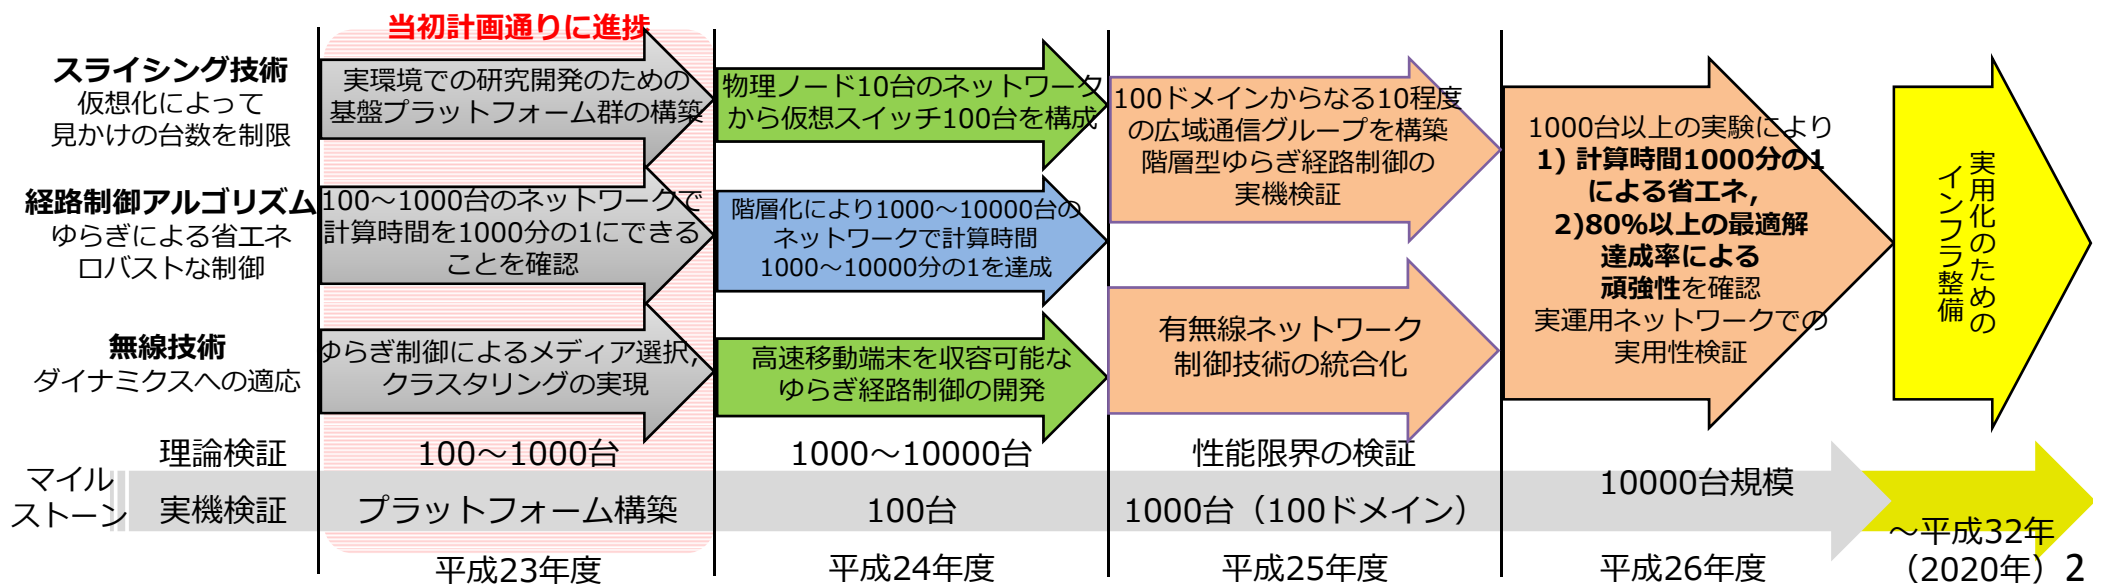 当初計画通りに進捗
スライシング技術
仮想化によって
見かけの台数を制限
実環境での研究開発のための
基盤プラットフォーム群の構築
物理ノード10台のネットワーク
から仮想スイッチ100台を構成
100ドメインからなる10程度
の広域通信グループを構築
階層型ゆらぎ経路制御の
実機検証
1000台以上の実験により
1) 計算時間1000分の1
による省エネ,
2)80%以上の最適解
達成率による
頑強性を確認
実運用ネットワークでの
実用性検証
実用化のための
インフラ整備
経路制御アルゴリズム
ゆらぎによる省エネ
ロバストな制御
100～1000台のネットワークで
計算時間を1000分の1にできる
ことを確認
階層化により1000～10000台の
ネットワークで計算時間
1000～10000分の1を達成
無線技術
ダイナミクスへの適応
ゆらぎ制御によるメディア選択,
クラスタリングの実現
高速移動端末を収容可能な
ゆらぎ経路制御の開発
有無線ネットワーク
制御技術の統合化
マイル
ストーン
理論検証
100～1000台
1000～10000台
性能限界の検証
10000台規模
実機検証
プラットフォーム構築
100台
1000台（100ドメイン）
平成23年度
平成24年度
平成25年度
平成26年度
～平成32年
（2020年）
2